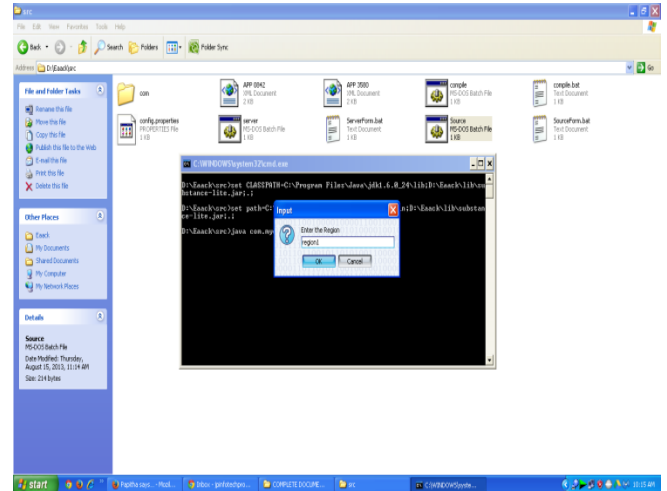 src
File Edit View Favorites Tools Help
Back Search Folders Folder Sync
Address D:\Eaack\src Go
File and Folder Tasks
Rename this file
Move this file
Copy this file
Publish this file to the Web
E-mail this file
Print this file
Delete this file
Other Places
Eaack
My Documents
Shared Documents
My Computer
My Network Places
Details
Source
MS-DOS Batch File
Date Modified: Thursday,
August 15, 2013, 11:14 AM
Size: 214 bytes
com
APP 0042
XML Document
2 KB
APP 3580
XML Document
2 KB
compile
MS-DOS Batch File
1 KB
compile.bat
Text Document
1 KB
config.properties
PROPERTIES File
1 KB
server
MS-DOS Batch File
1 KB
ServerForm.bat
Text Document
1 KB
Source
MS-DOS Batch File
1 KB
SourceForm.bat
Text Document
1 KB
C:\WINDOWS\system32\cmd.exe
D:\Eaack\src>set CLASSPATH=C:\Program Files\Java\jdk1.6.0_24\lib;D:\Eaack\lib\su
bstance-lite.jar;.;
D:\Eaack\src>set path=C: n;D:\Eaack\lib\substan
ce-lite.jar;.;
D:\Eaack\src>java com.my
Input
Enter the Region
region1
OK Cancel
start
Papitha says... - Mozil...
COMPLETE DOCUME...
src
C:\WINDOWS\syste...
11:15 AM